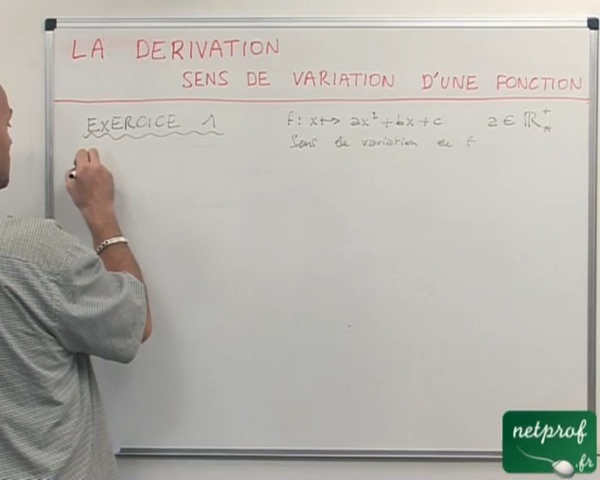 LA DERIVATION
SENS DE VARIATION D'UNE FONCTION
EXERCICE 1
f: x ↦ ax² + bx + c a ∈ ℝ⁺*
Sens de variation de f
netprof
.fr